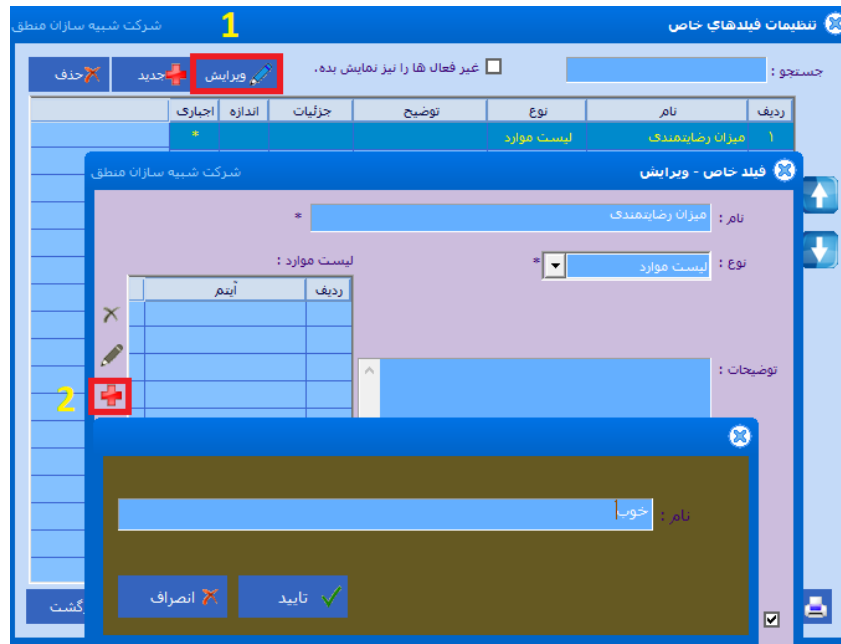 تنظیمات فیلدهای خاص شرکت شبیه سازان منطق
1
جستجو : غیر فعال ها را نیز نمایش بده. ویرایش جدید حذف
ردیف نام نوع توضیح جزئیات اندازه اجباری
۱ میزان رضایتمندی لیست موارد *
فیلد خاص - ویرایش شرکت شبیه سازان منطق
نام : میزان رضایتمندی *
نوع : لیست موارد * لیست موارد :
ردیف آیتم
توضیحات :
2
نام : خوب
تایید انصراف